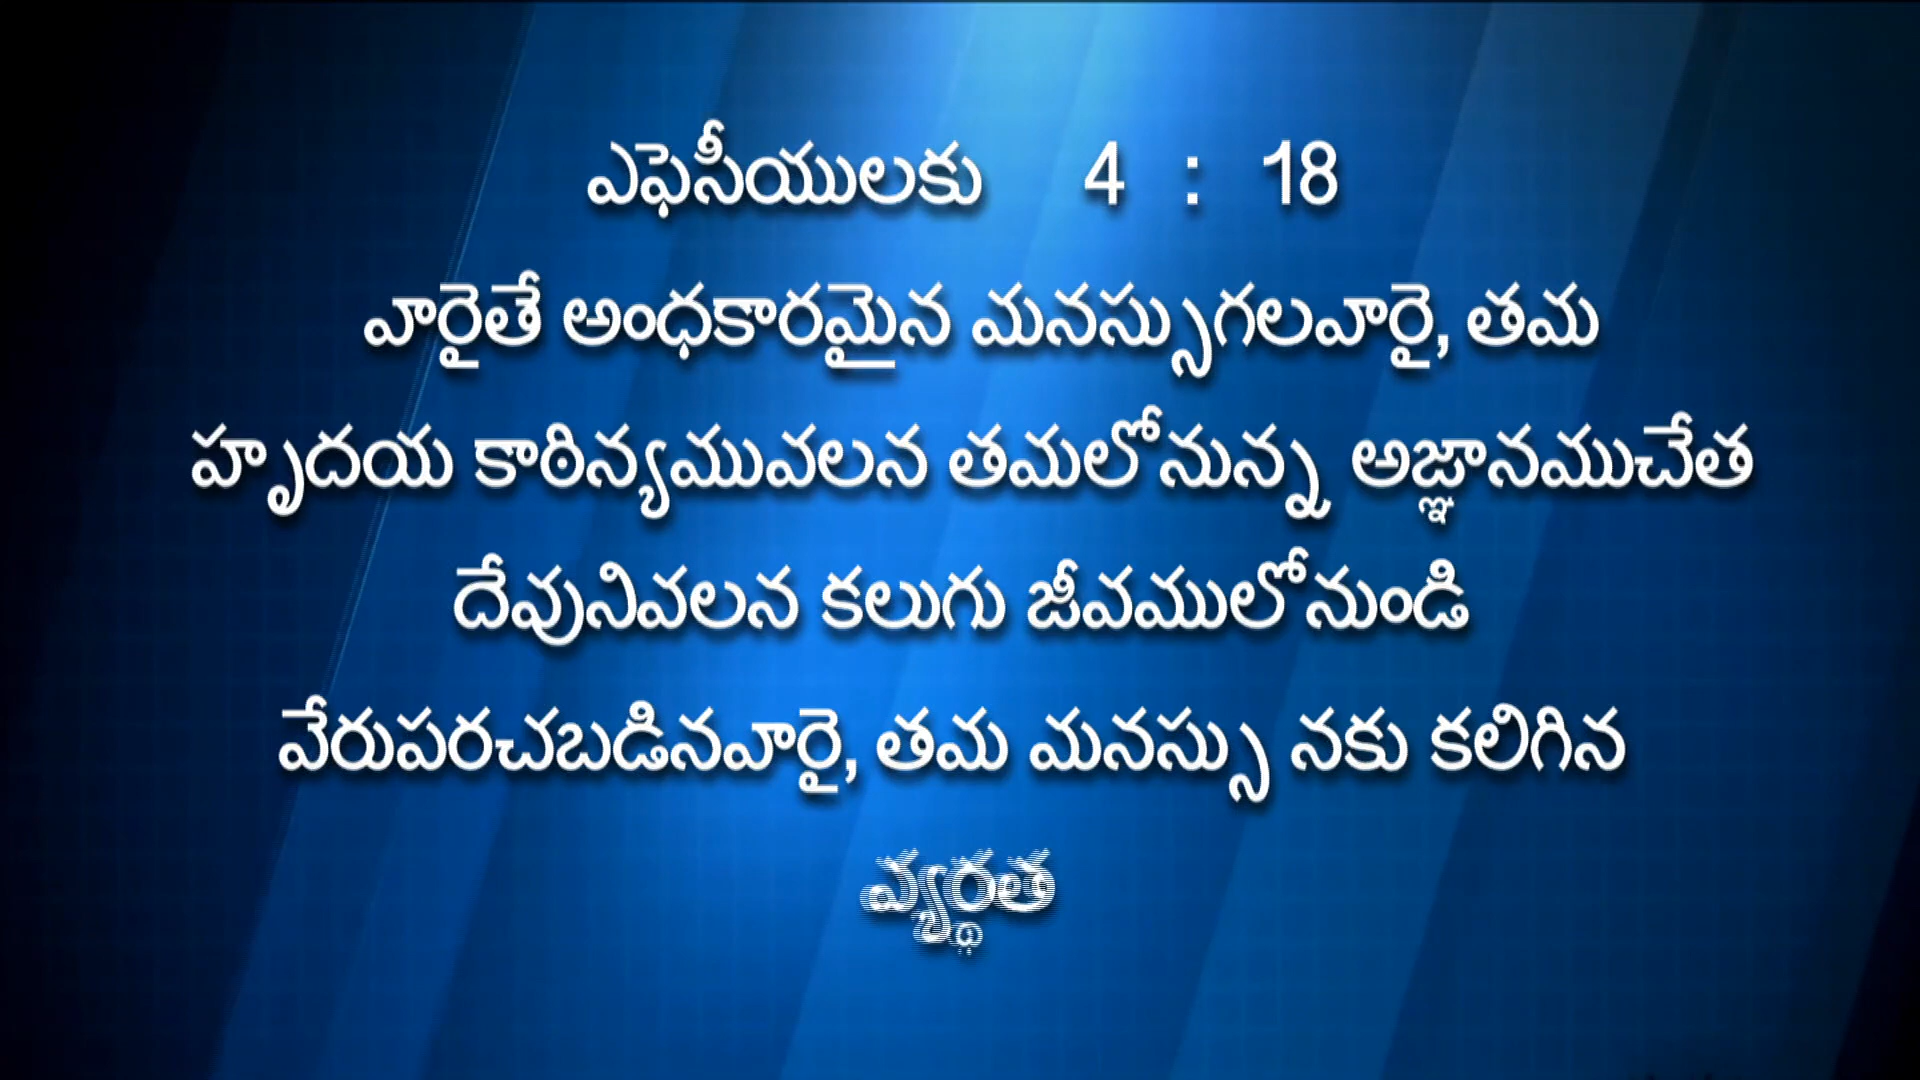 ఎఫెసీయులకు 4 : 18
వారైతే అంధకారమైన మనస్సుగలవారై, తమ
హృదయ కాఠిన్యమువలన తమలోనున్న అజ్ఞానముచేత
దేవునివలన కలుగు జీవములోనుండి
వేరుపరచబడినవారై, తమ మనస్సు నకు కలిగిన
వ్యర్థత